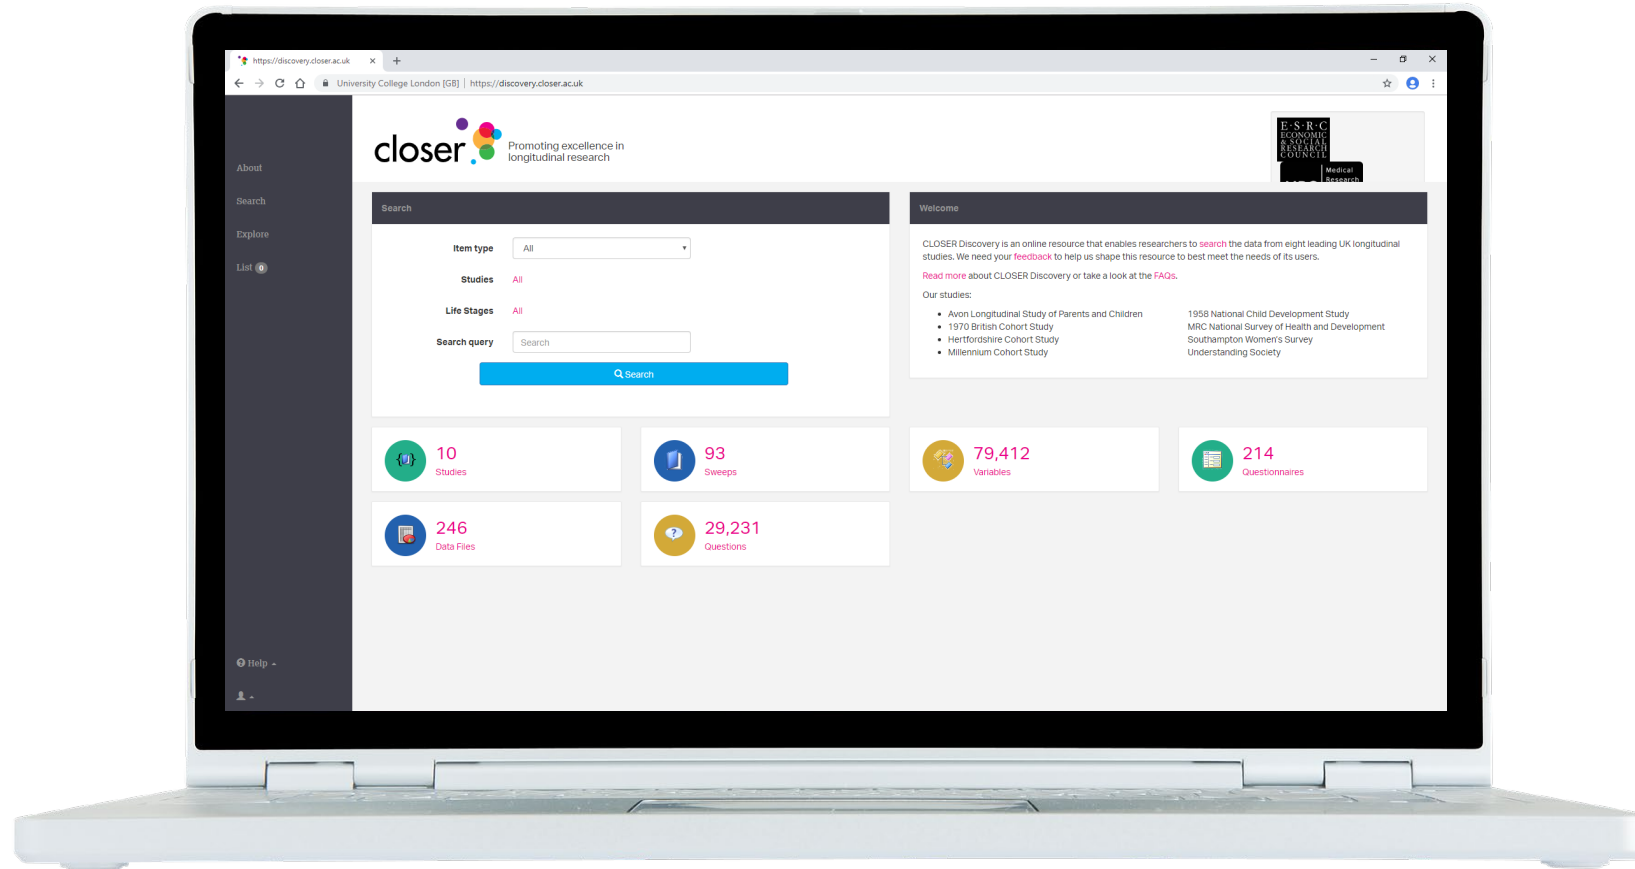 https://discovery.closer.ac.uk
University College London [GB] | https://discovery.closer.ac.uk
About
Search
Explore
List 0
Help
closer
Promoting excellence in
longitudinal research
E·S·R·C
ECONOMIC
& SOCIAL
RESEARCH
COUNCIL
Medical
Research
Search
Item type All
Studies All
Life Stages All
Search query Search
Search
Welcome
CLOSER Discovery is an online resource that enables researchers to search the data from eight leading UK longitudinal
studies. We need your feedback to help us shape this resource to best meet the needs of its users.
Read more about CLOSER Discovery or take a look at the FAQs.
Our studies:
• Avon Longitudinal Study of Parents and Children
• 1970 British Cohort Study
• Hertfordshire Cohort Study
• Millennium Cohort Study
1958 National Child Development Study
MRC National Survey of Health and Development
Southampton Women's Survey
Understanding Society
10
Studies
93
Sweeps
79,412
Variables
214
Questionnaires
246
Data Files
29,231
Questions